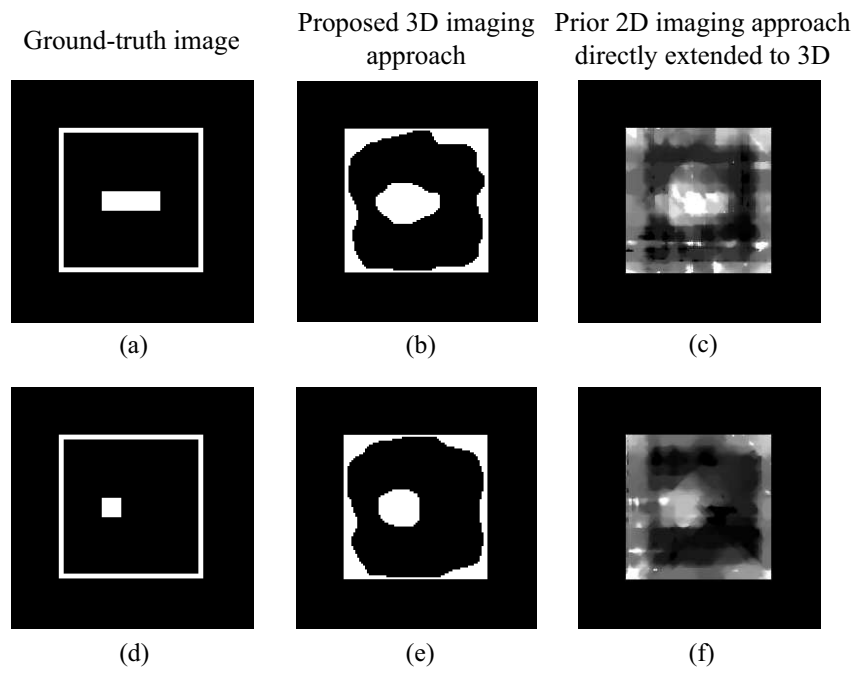 Ground-truth image
Proposed 3D imaging
approach
Prior 2D imaging approach
directly extended to 3D
(a)
(b)
(c)
(d)
(e)
(f)